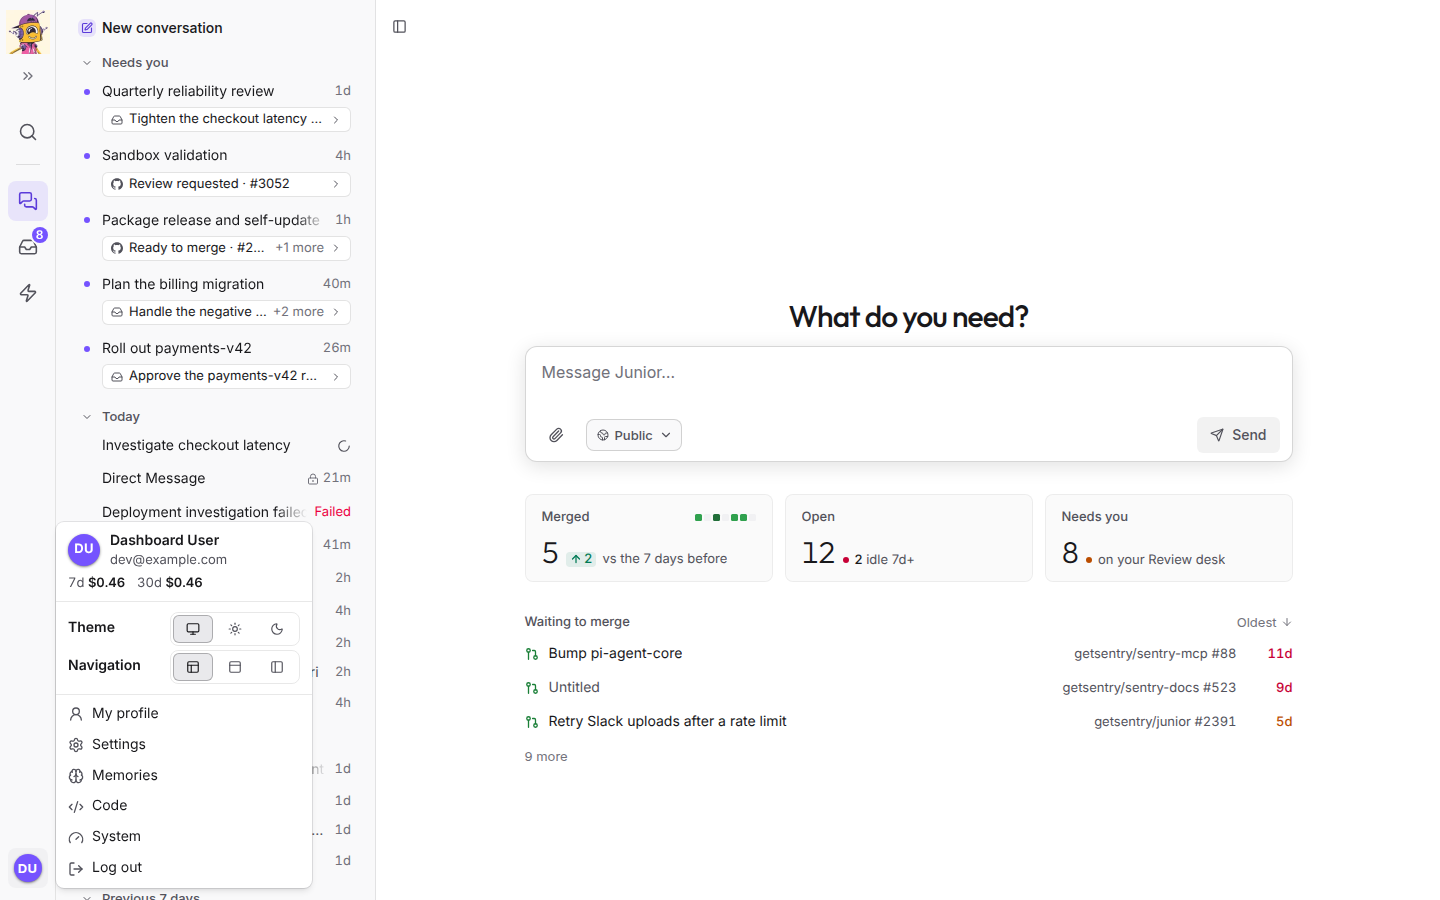 New conversation
Needs you
Quarterly reliability review 1d
Tighten the checkout latency ...
Sandbox validation 4h
Review requested · #3052
Package release and self-update 1h
Ready to merge · #2... +1 more
Plan the billing migration 40m
Handle the negative ... +2 more
Roll out payments-v42 26m
Approve the payments-v42 r...
Today
Investigate checkout latency
Direct Message 21m
Deployment investigation failed Failed
41m
2h
4h
2h
ri 2h
4h
nt 1d
1d
... 1d
1d
Previous 7 days
8
DU
Dashboard User
dev@example.com
7d $0.46 30d $0.46
Theme
Navigation
My profile
Settings
Memories
Code
System
Log out
DU
What do you need?
Message Junior...
Public
Send
Merged
5 2 vs the 7 days before
Open
12 2 idle 7d+
Needs you
8 on your Review desk
Waiting to merge Oldest
Bump pi-agent-core getsentry/sentry-mcp #88 11d
Untitled getsentry/sentry-docs #523 9d
Retry Slack uploads after a rate limit getsentry/junior #2391 5d
9 more